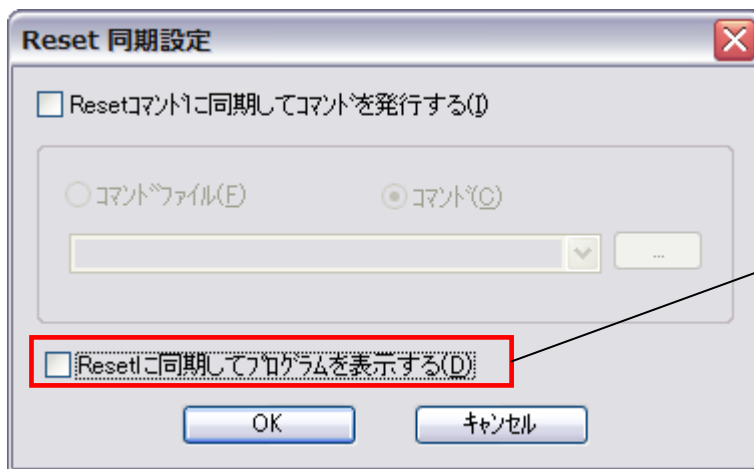 Reset 同期設定
Resetｺﾏﾝﾄﾞに同期してｺﾏﾝﾄﾞを発行する(I)
ｺﾏﾝﾄﾞﾌｧｲﾙ(F)
ｺﾏﾝﾄﾞ(C)
...
Resetに同期してﾌﾟﾛｸﾞﾗﾑを表示する(D)
OK
ｷｬﾝｾﾙ